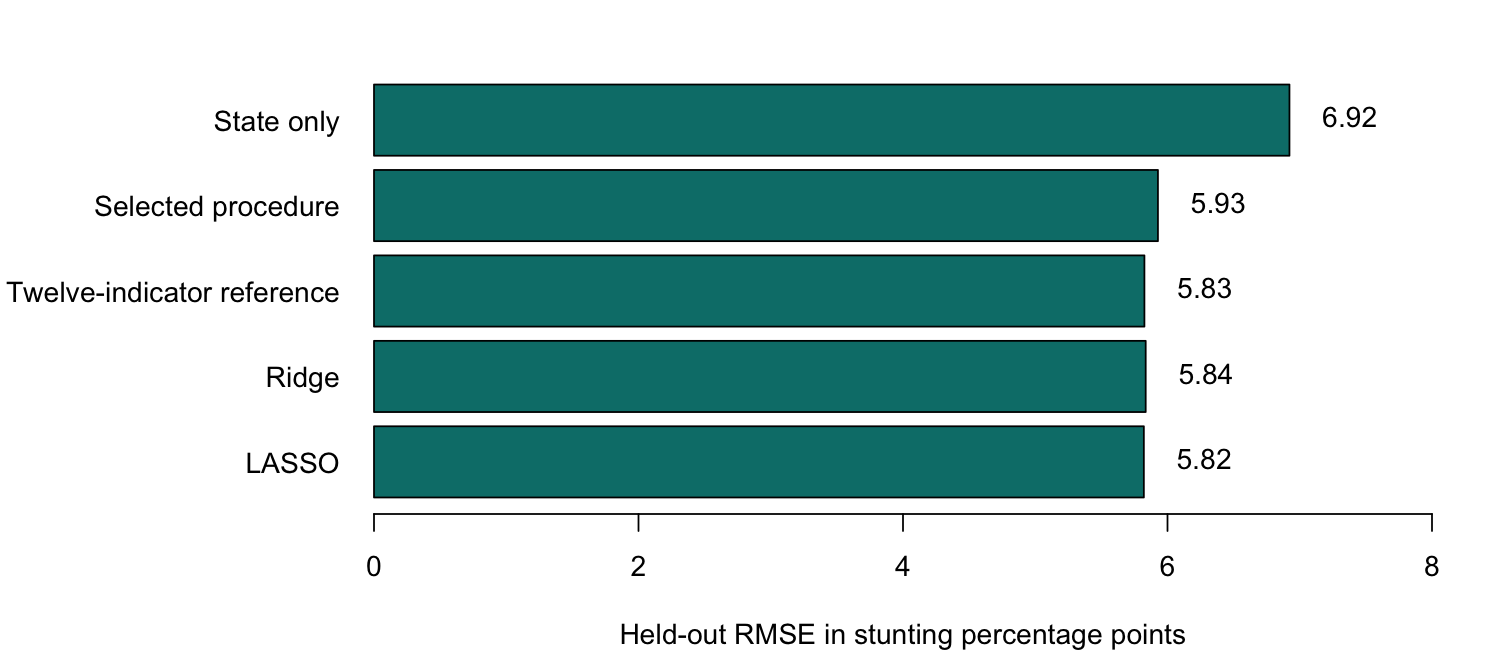 State only 6.92
Selected procedure 5.93
Twelve-indicator reference 5.83
Ridge 5.84
LASSO 5.82
0 2 4 6 8
Held-out RMSE in stunting percentage points